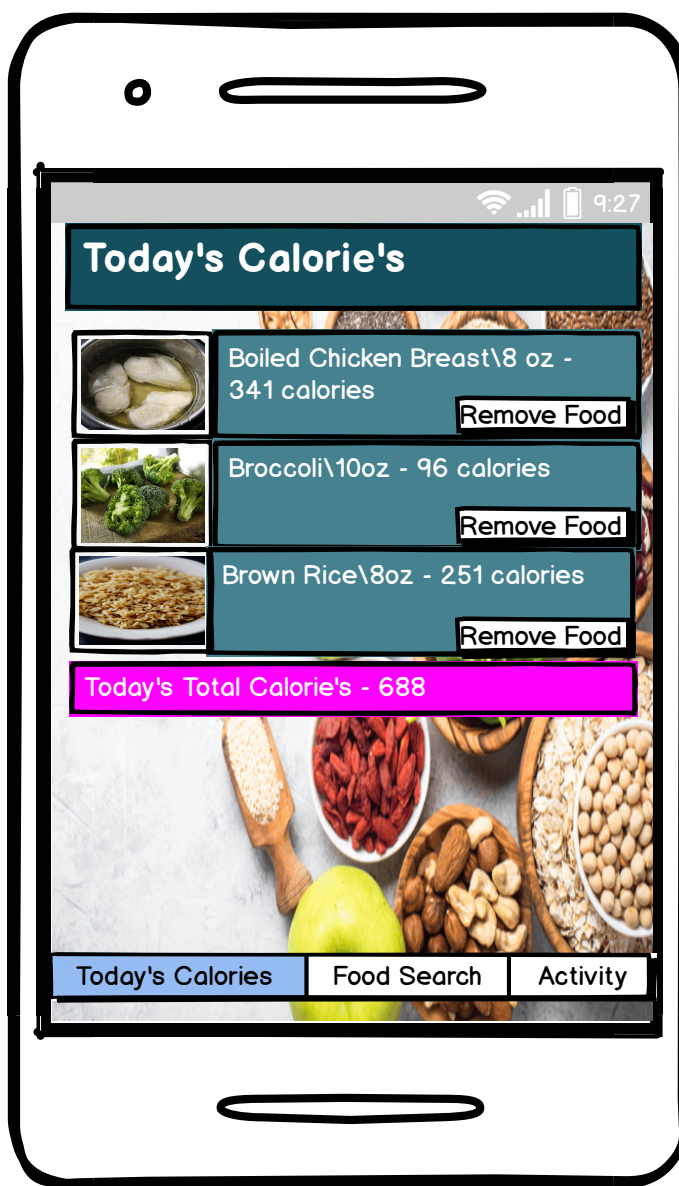 9:27
Today's Calorie's
Boiled Chicken Breast\8 oz -
341 calories
Remove Food
Broccoli\10oz - 96 calories
Remove Food
Brown Rice\8oz - 251 calories
Remove Food
Today's Total Calorie's - 688
Today's Calories
Food Search
Activity